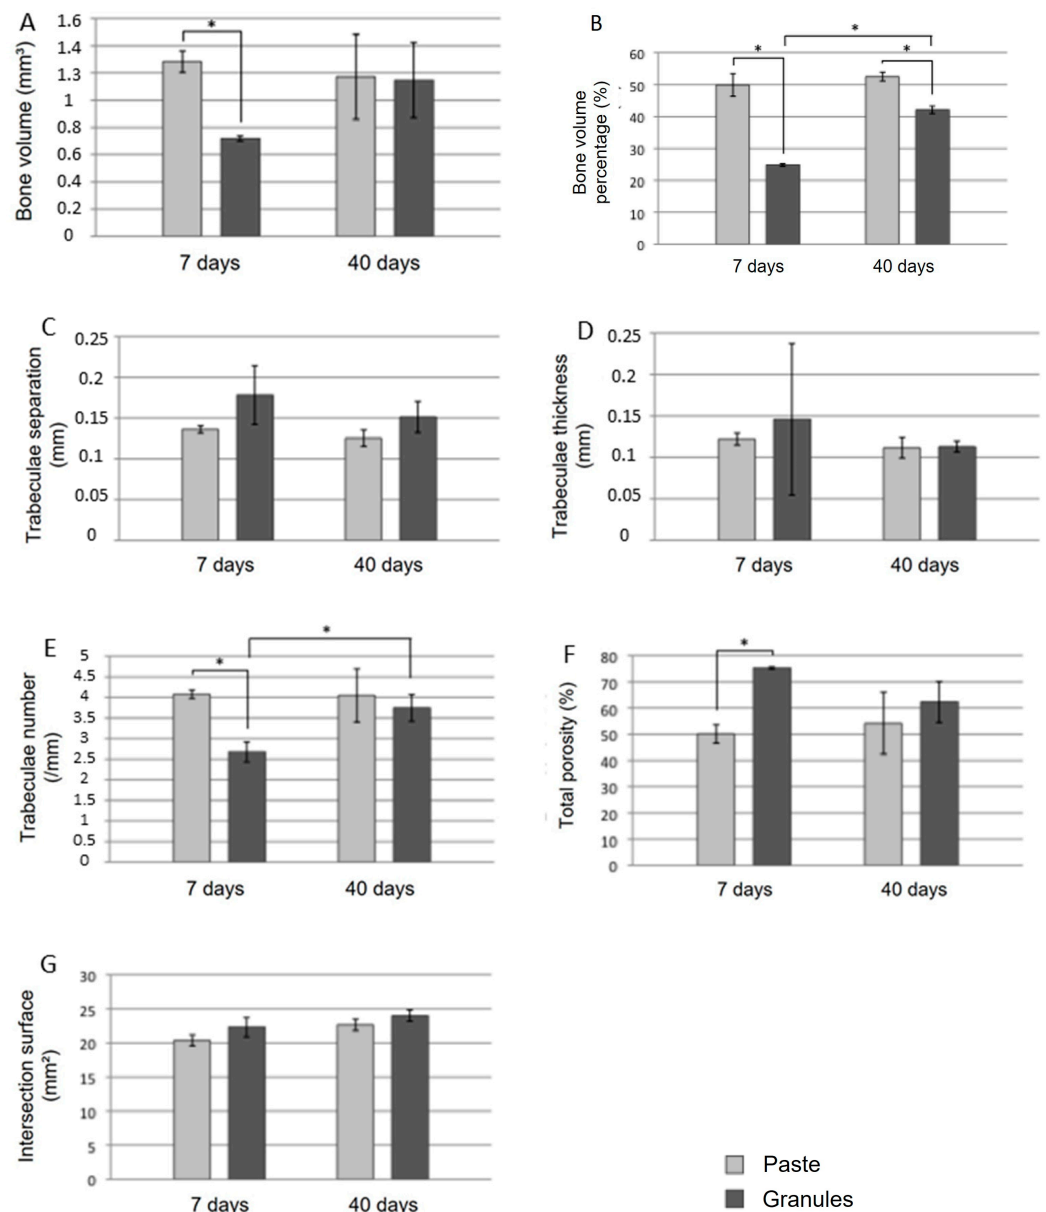 A
Bone volume (mm³)
1.6
1.4
1.3
1
0.8
0.6
0.4
0.2
0
*
7 days
40 days
B
Bone volume
percentage (%)
60
50
40
30
20
10
0
*
*
*
7 days
40 days
C
Trabeculae separation
(mm)
0.25
0.2
0.15
0.1
0.05
0
7 days
40 days
D
Trabeculae thickness
(mm)
0.25
0.2
0.15
0.1
0.05
0
7 days
40 days
E
Trabeculae number
(/mm)
5
4.5
4
3.5
3
2.5
2
1.5
1
0.5
0
*
*
7 days
40 days
F
Total porosity (%)
80
70
60
50
40
30
20
10
0
*
7 days
40 days
G
Intersection surface
(mm²)
30
25
20
15
10
5
0
7 days
40 days
Paste
Granules